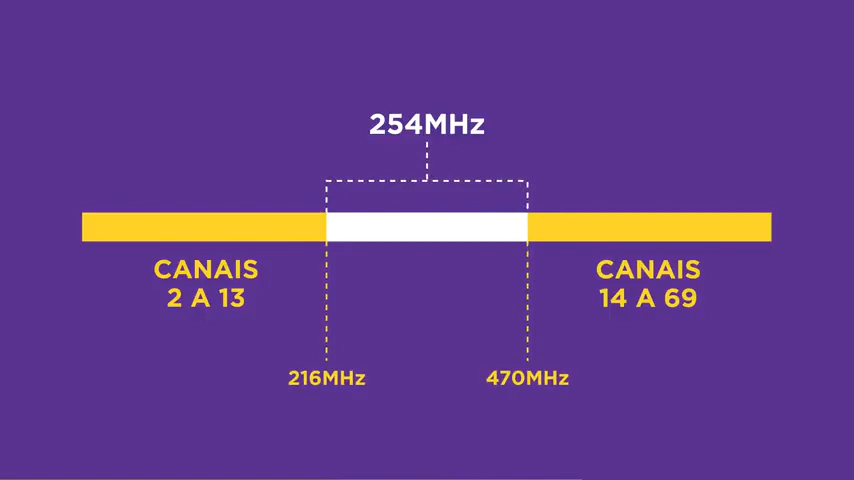 254MHz
CANAIS
2 A 13
CANAIS
14 A 69
216MHz
470MHz